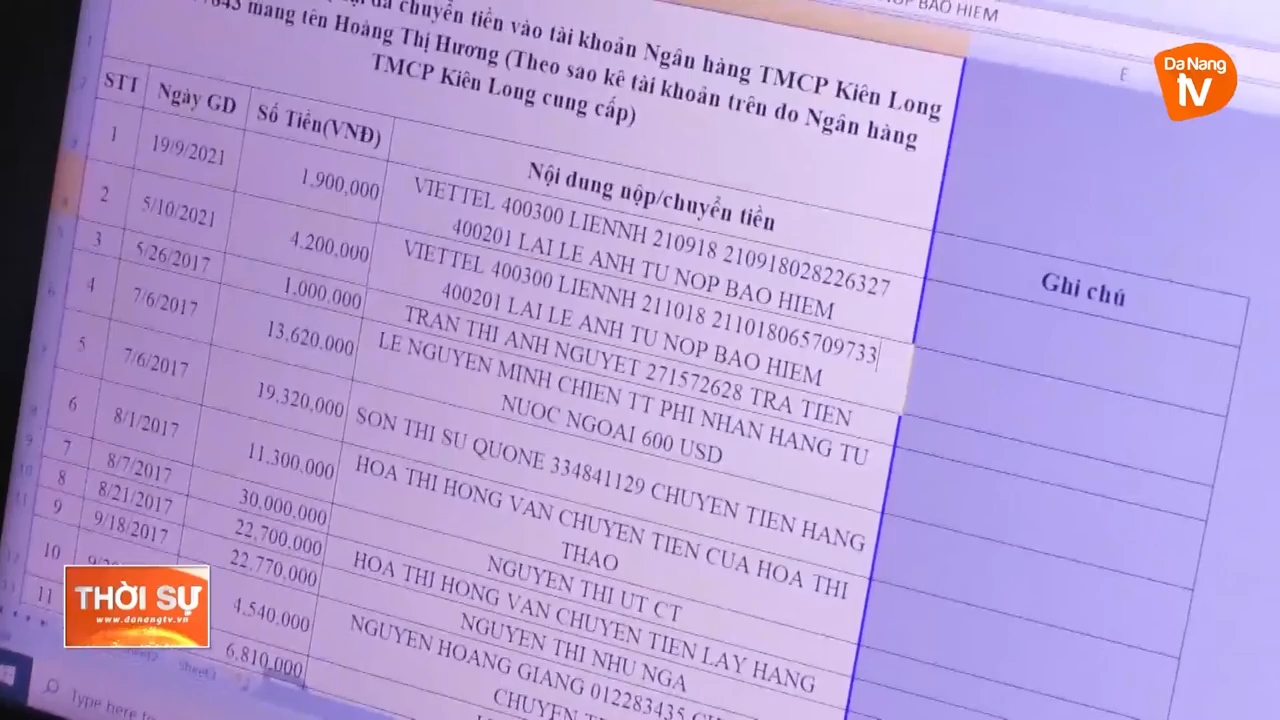 NOP BAO HIEM
đã chuyển tiền vào tài khoản Ngân hàng TMCP Kiên Long
mang tên Hoàng Thị Hương (Theo sao kê tài khoản trên do Ngân hàng
TMCP Kiên Long cung cấp)
E
Da Nang
tv
STT Ngày GD Số Tiền(VNĐ) Nội dung nộp/chuyển tiền Ghi chú
1 19/9/2021 1,900,000 VIETTEL 400300 LIENNH 210918 210918028226327
400201 LAI LE ANH TU NOP BAO HIEM
2 5/10/2021 4.200,000 VIETTEL 400300 LIENNH 211018 211018065709733
400201 LAI LE ANH TU NOP BAO HIEM
3 5/26/2017 1.000,000 TRAN THI ANH NGUYET 271572628 TRA TIEN
4 7/6/2017 13,620.000 LE NGUYEN MINH CHIEN TT PHI NHAN HANG TU
NUOC NGOAI 600 USD
5 7/6/2017 19,320,000 SON THI SU QUONE 334841129 CHUYEN TIEN HANG
6 8/1/2017 11,300,000 HOA THI HONG VAN CHUYEN TIEN CUA HOA THI
THAO
7 8/7/2017 30,000,000 NGUYEN THI UT CT
8 8/21/2017 22,700,000 HOA THI HONG VAN CHUYEN TIEN LAY HANG
9 9/18/2017 22.770,000 NGUYEN THI NHU NGA
10 4.540,000 NGUYEN HOANG GIANG 012283435
CHUYEN
11 6,810,000
THỜI SỰ
www.danangtv.vn
Sheet2 Sheet3
Type here to